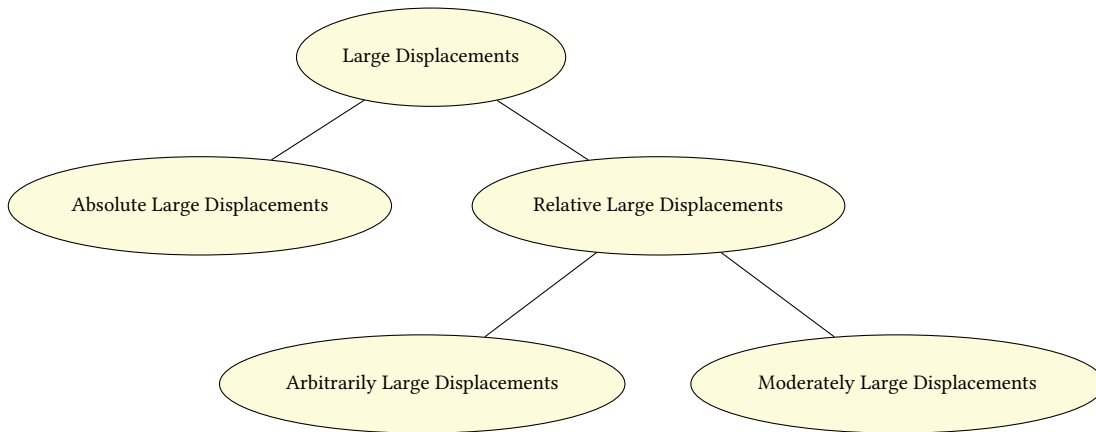 Large Displacements
Absolute Large Displacements
Relative Large Displacements
Arbitrarily Large Displacements
Moderately Large Displacements